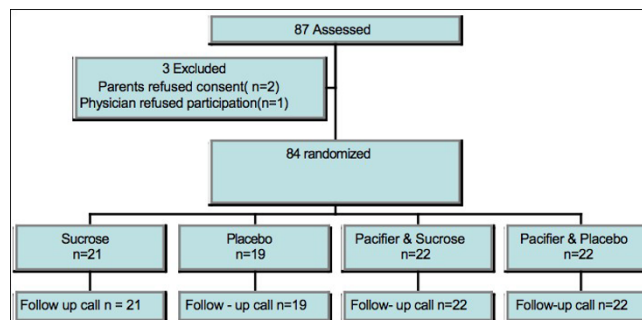 87 Assessed
3 Excluded
Parents refused consent( n=2)
Physician refused participation(n=1)
84 randomized
Sucrose
n=21
Placebo
n=19
Pacifier & Sucrose
n=22
Pacifier & Placebo
n=22
Follow up call n = 21
Follow - up call n=19
Follow- up call n=22
Follow-up call n=22